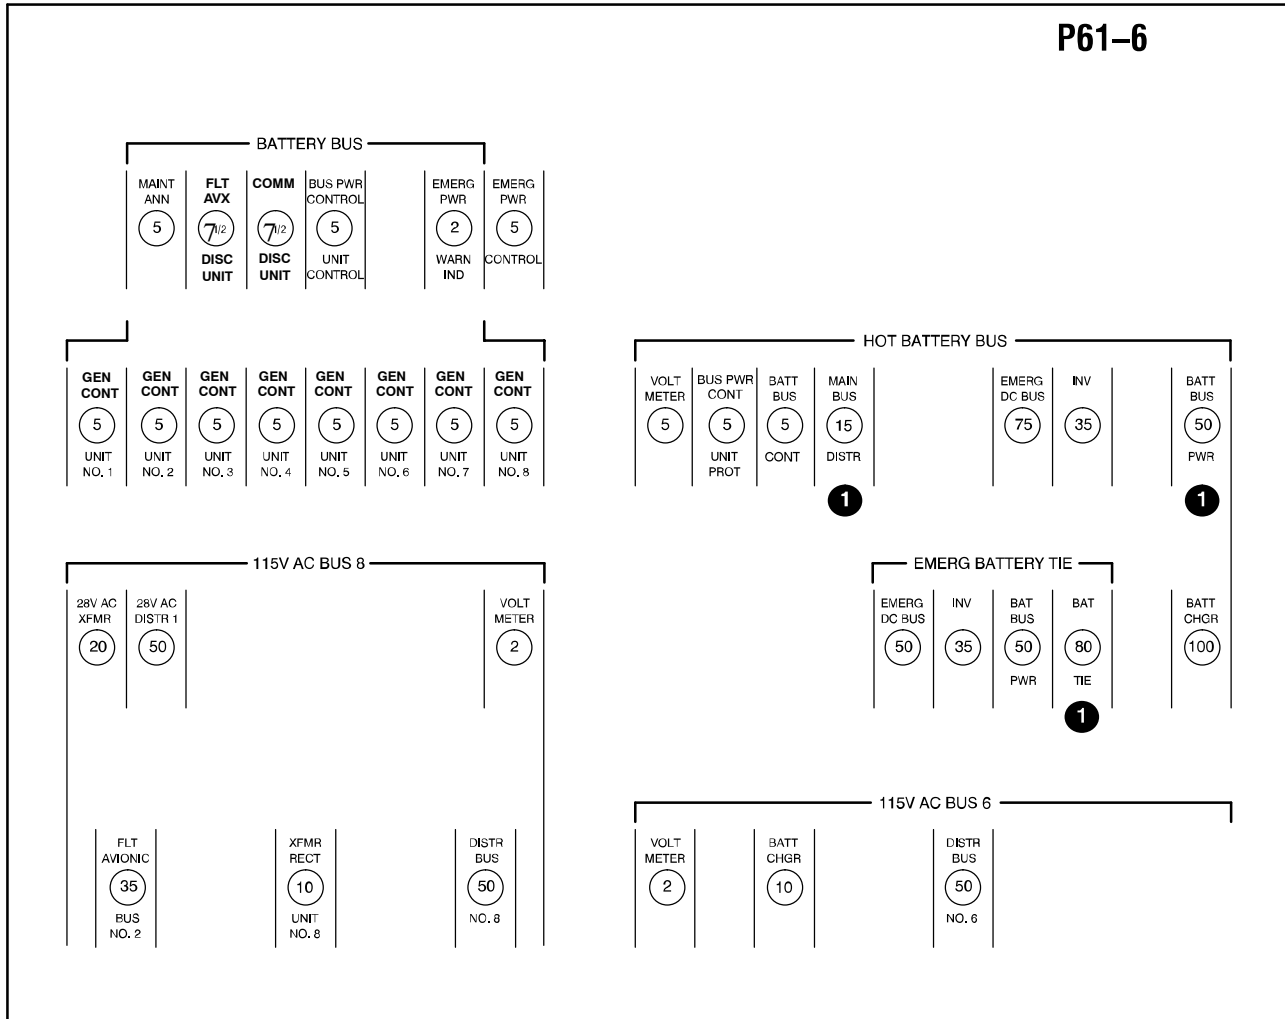 P61–6
BATTERY BUS
MAINT FLT COMM BUS PWR EMERG EMERG
ANN AVX CONTROL PWR PWR
5 7 1/2 7 1/2 5 2 5
DISC DISC UNIT WARN CONTROL
UNIT UNIT CONTROL IND
HOT BATTERY BUS
GEN GEN GEN GEN GEN GEN GEN GEN
CONT CONT CONT CONT CONT CONT CONT CONT
5 5 5 5 5 5 5 5
UNIT UNIT UNIT UNIT UNIT UNIT UNIT UNIT
NO. 1 NO. 2 NO. 3 NO. 4 NO. 5 NO. 6 NO. 7 NO. 8
VOLT BUS PWR BATT MAIN EMERG INV BATT
METER CONT BUS BUS DC BUS BUS
5 5 5 15 75 35 50
UNIT CONT DISTR PWR
PROT
1 1
115V AC BUS 8
28V AC 28V AC VOLT
XFMR DISTR 1 METER
20 50 2
EMERG BATTERY TIE
EMERG INV BAT BAT BATT
DC BUS BUS CHGR
50 35 50 80 100
PWR TIE
1
FLT XFMR DISTR
AVIONIC RECT BUS
35 10 50
BUS UNIT NO. 8
NO. 2 NO. 8
115V AC BUS 6
VOLT BATT DISTR
METER CHGR BUS
2 10 50
NO. 6